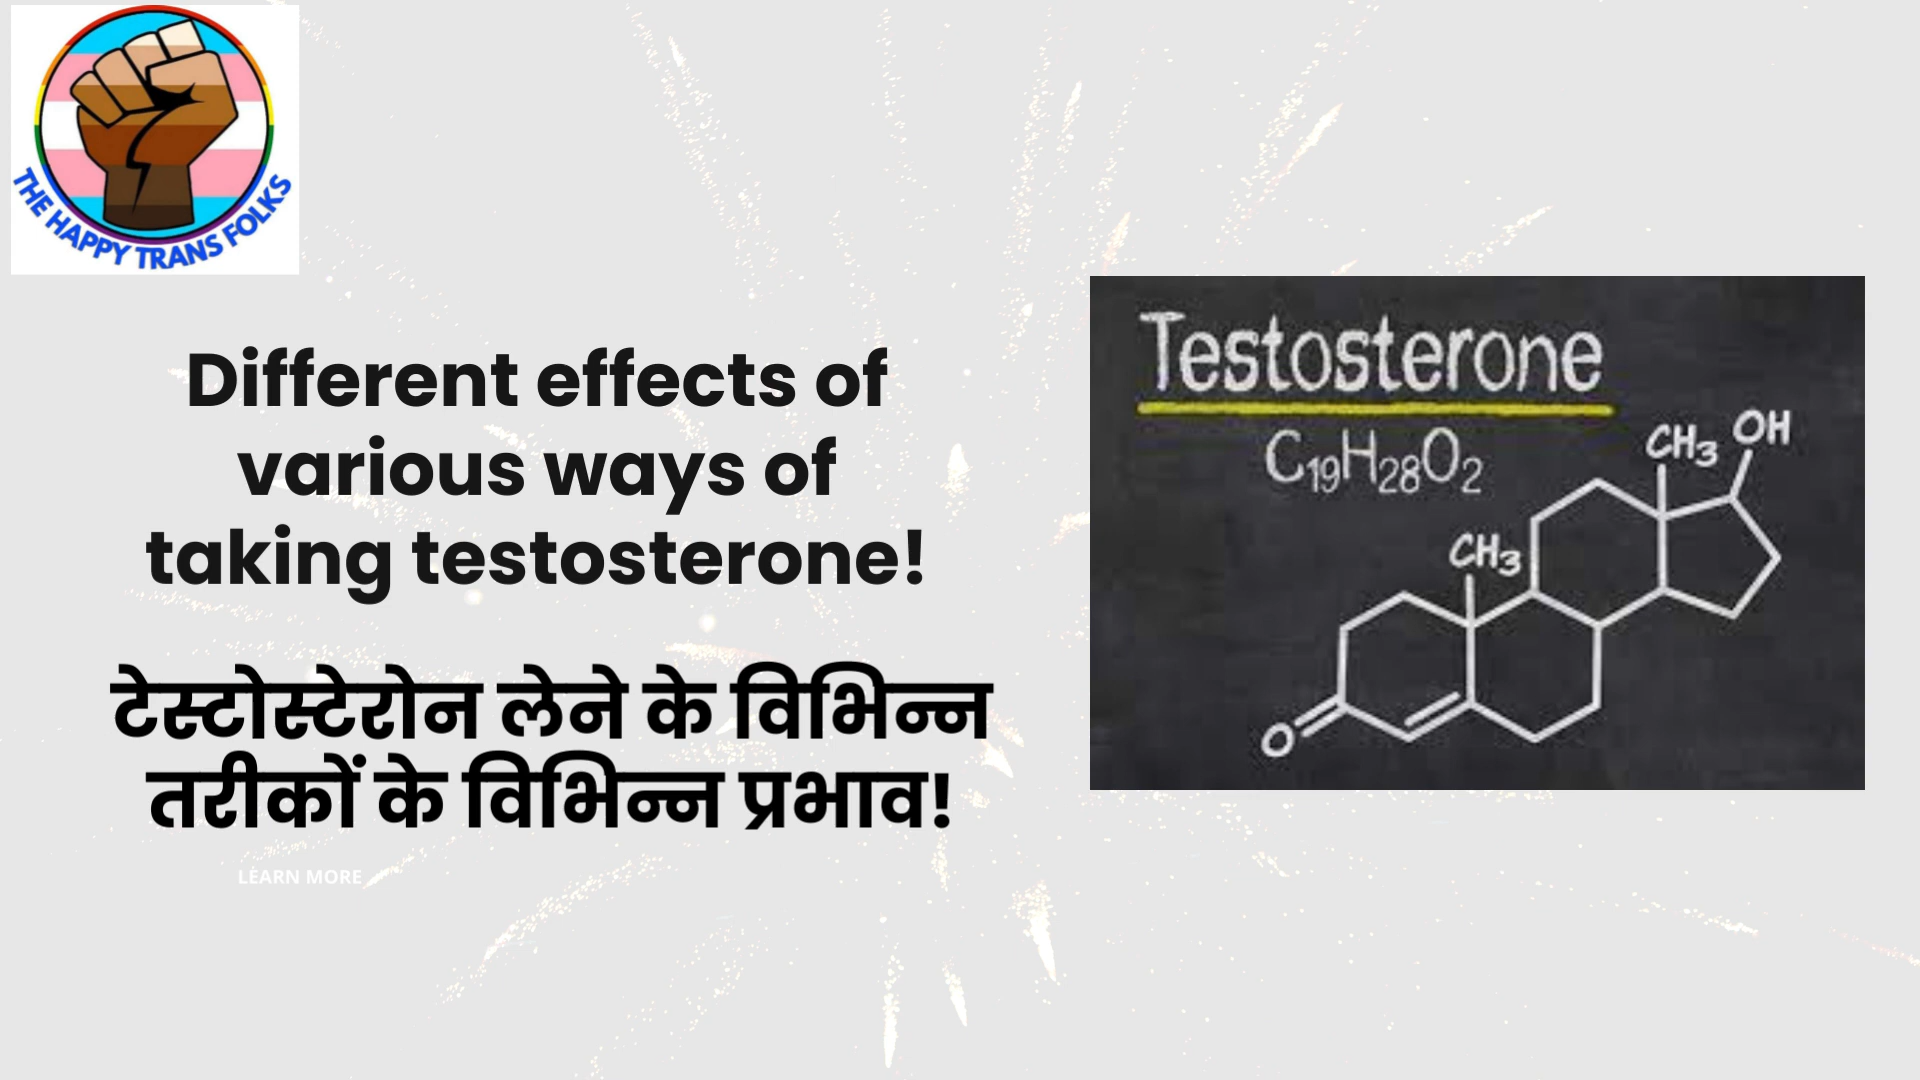 THE HAPPY TRANS FOLKS
Different effects of
various ways of
taking testosterone!
टेस्टोस्टेरोन लेने के विभिन्न
तरीकों के विभिन्न प्रभाव!
LEARN MORE
Testosterone
C₁₉H₂₈O₂
CH₃ OH
CH₃
O